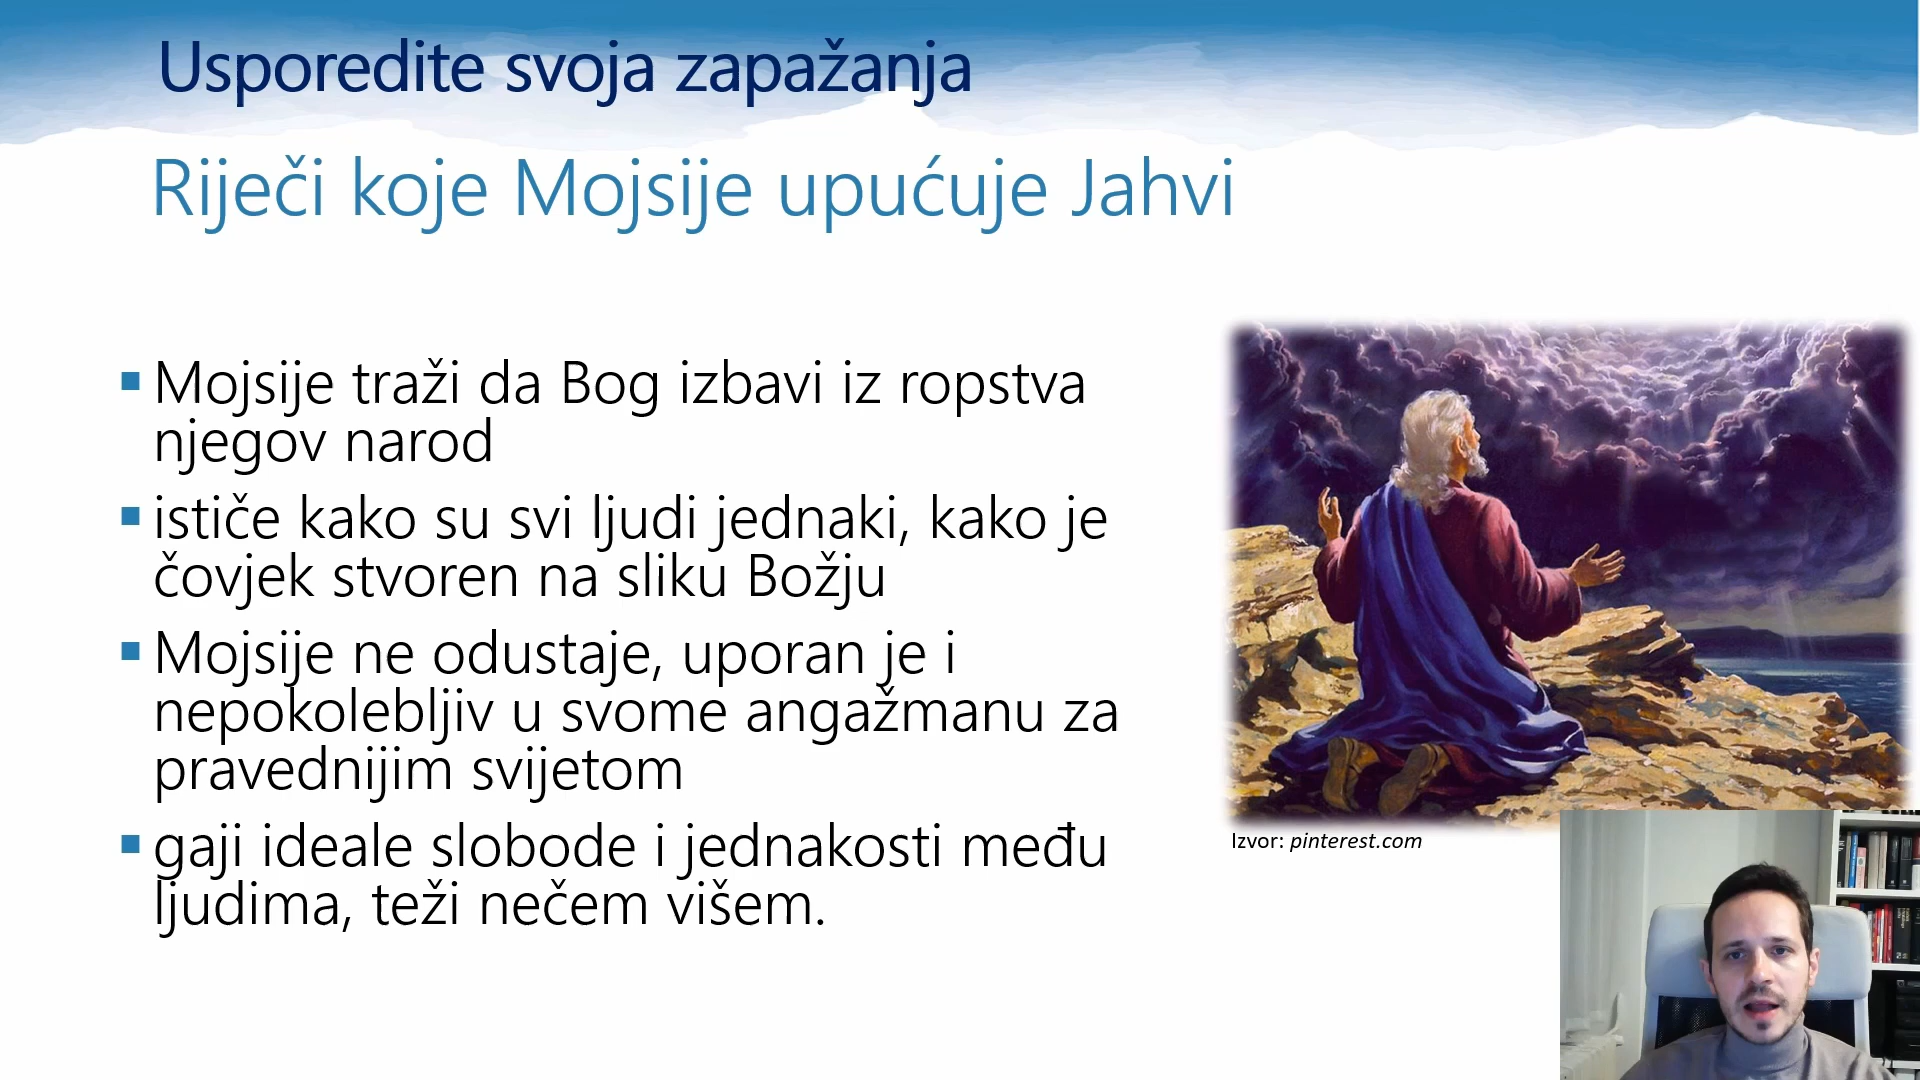 Usporedite svoja zapažanja
Riječi koje Mojsije upućuje Jahvi
Mojsije traži da Bog izbavi iz ropstva
njegov narod
ističe kako su svi ljudi jednaki, kako je
čovjek stvoren na sliku Božju
Mojsije ne odustaje, uporan je i
nepokolebljiv u svome angažmanu za
pravednijim svijetom
gaji ideale slobode i jednakosti među
ljudima, teži nečem višem.
Izvor: pinterest.com